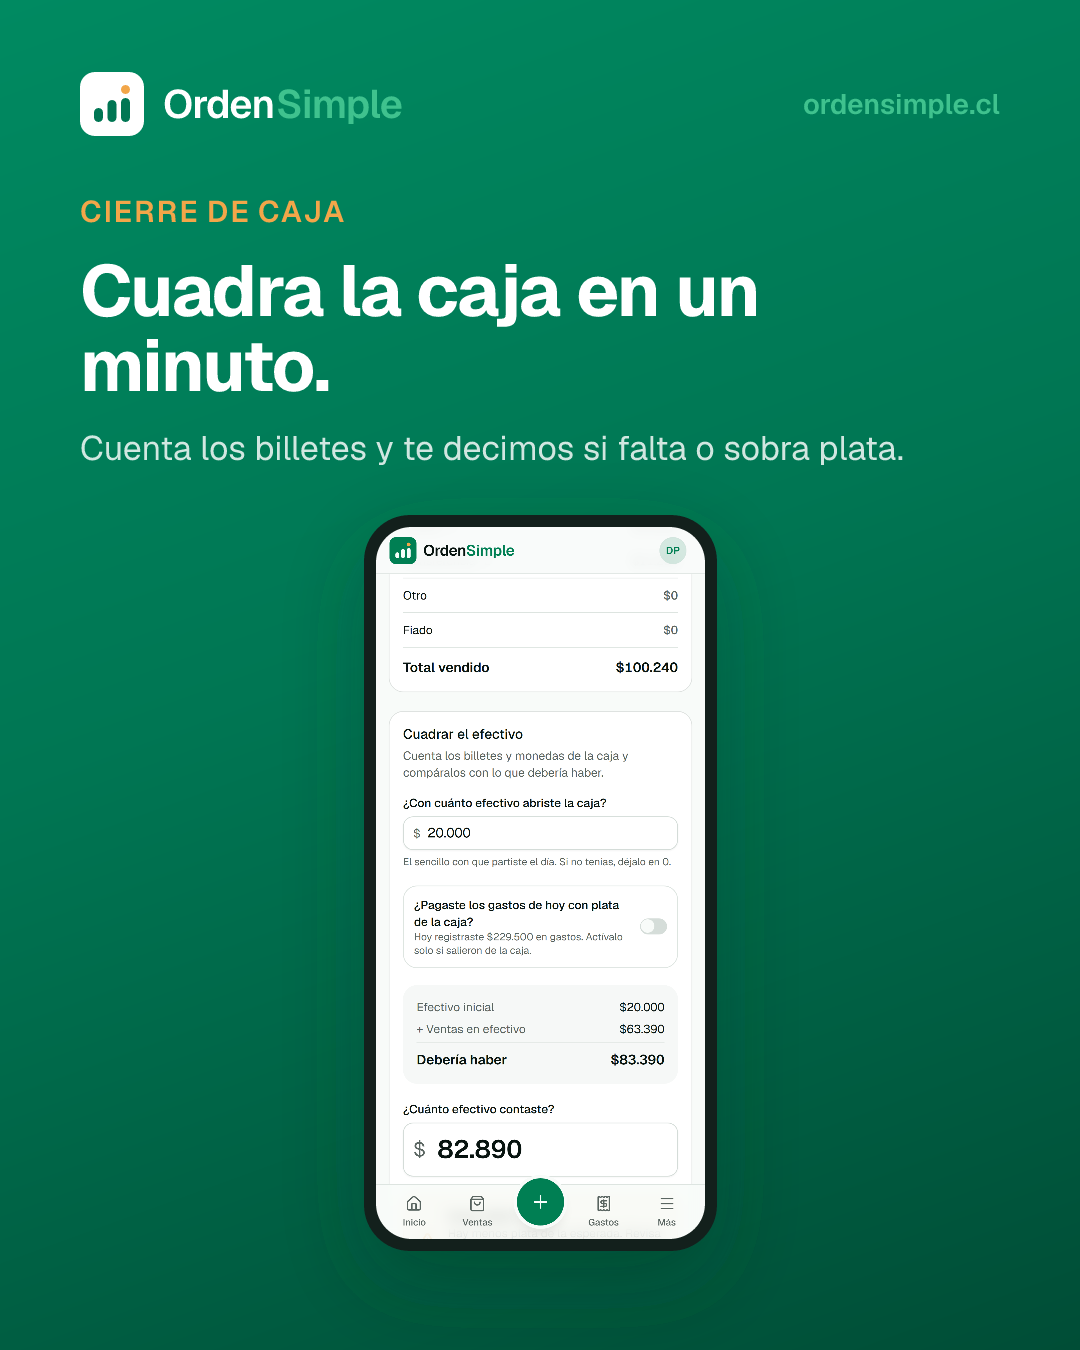 OrdenSimple
ordensimple.cl
CIERRE DE CAJA
Cuadra la caja en un
minuto.
Cuenta los billetes y te decimos si falta o sobra plata.
OrdenSimple
DP
Otro $0
Fiado $0
Total vendido $100.240
Cuadrar el efectivo
Cuenta los billetes y monedas de la caja y
compáralos con lo que debería haber.
¿Con cuánto efectivo abriste la caja?
$ 20.000
El sencillo con que partiste el día. Si no tenías, déjalo en 0.
¿Pagaste los gastos de hoy con plata
de la caja?
Hoy registraste $229.500 en gastos. Actívalo
solo si salieron de la caja.
Efectivo inicial $20.000
+ Ventas en efectivo $63.390
Debería haber $83.390
¿Cuánto efectivo contaste?
$ 82.890
Inicio Ventas + Gastos Más